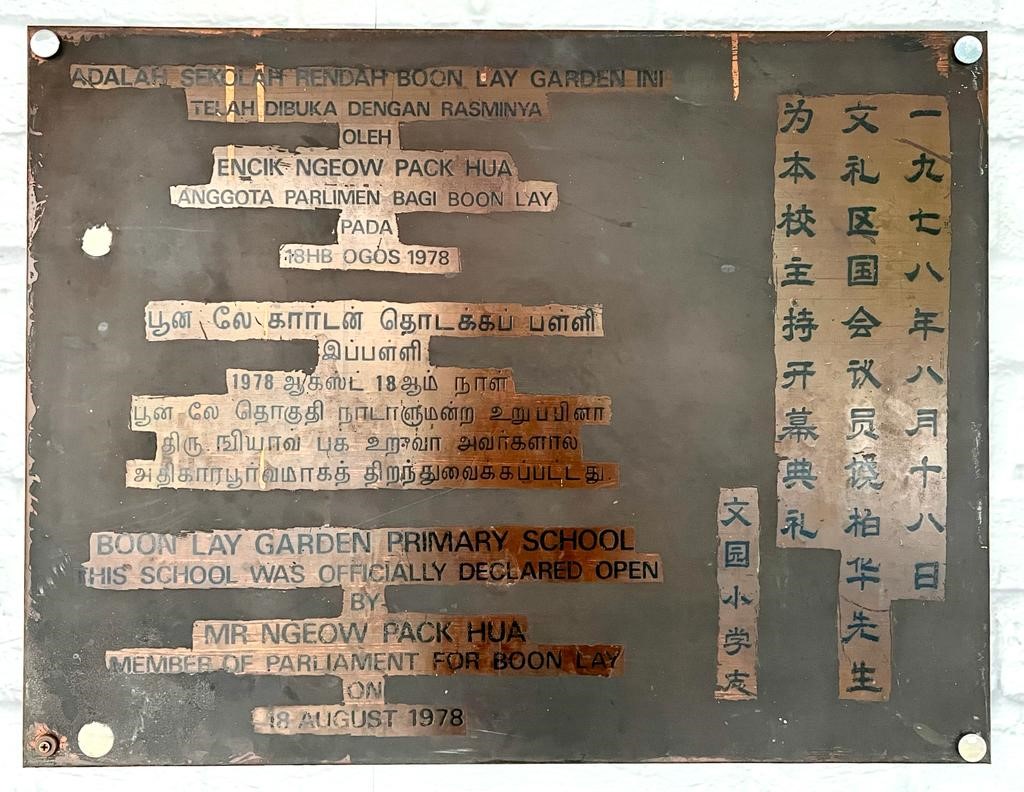 ADALAH SEKOLAH RENDAH BOON LAY GARDEN INI
TELAH DIBUKA DENGAN RASMINYA
OLEH
ENCIK NGEOW PACK HUA
ANGGOTA PARLIMEN BAGI BOON LAY
PADA
18HB OGOS 1978
பூன் லே கார்டன் தொடக்கப் பள்ளி
இப்பள்ளி
1978 ஆகஸ்ட் 18ஆம் நாள்
பூன் லே தொகுதி நாடாளுமன்ற உறுப்பினர்
திரு ஙியாவ் பக் ஹுவா அவர்களால்
அதிகாரபூர்வமாகத் திறந்துவைக்கப்பட்டது
BOON LAY GARDEN PRIMARY SCHOOL
THIS SCHOOL WAS OFFICIALLY DECLARED OPEN
BY
MR NGEOW PACK HUA
MEMBER OF PARLIAMENT FOR BOON LAY
ON
18 AUGUST 1978
一九七八年八月十八日
文礼区国会议员饶柏华先生
为本校主持开幕典礼
文园小学